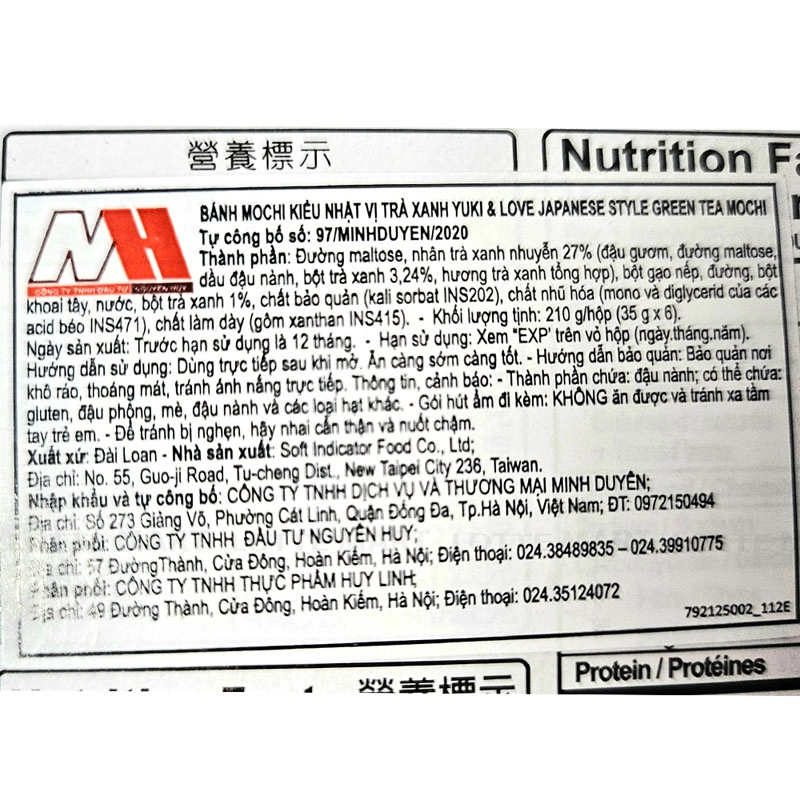 營養標示
Nutrition Fa
NH
CÔNG TY TNHH ĐẦU TƯ NGUYÊN HUY
BÁNH MOCHI KIỂU NHẬT VỊ TRÀ XANH YUKI & LOVE JAPANESE STYLE GREEN TEA MOCHI
Tự công bố số: 97/MINHDUYEN/2020
Thành phần: Đường maltose, nhân trà xanh nhuyễn 27% (đậu gươm, đường maltose,
dầu đậu nành, bột trà xanh 3,24%, hương trà xanh tổng hợp), bột gạo nếp, đường, bột
khoai tây, nước, bột trà xanh 1%, chất bảo quản (kali sorbat INS202), chất nhũ hóa (mono và diglycerid của các
acid béo INS471), chất làm dày (gôm xanthan INS415). - Khối lượng tịnh: 210 g/hộp (35 g x 6).
Ngày sản xuất: Trước hạn sử dụng là 12 tháng. - Hạn sử dụng: Xem "EXP' trên vỏ hộp (ngày.tháng.năm).
Hướng dẫn sử dụng: Dùng trực tiếp sau khi mở. Ăn càng sớm càng tốt. - Hướng dẫn bảo quản: Bảo quản nơi
khô ráo, thoáng mát, tránh ánh nắng trực tiếp. Thông tin, cảnh báo: - Thành phần chứa: đậu nành; có thể chứa:
gluten, đậu phộng, mè, đậu nành và các loại hạt khác. - Gói hút ẩm đi kèm: KHÔNG ăn được và tránh xa tầm
tay trẻ em. - Để tránh bị nghẹn, hãy nhai cẩn thận và nuốt chậm.
Xuất xứ: Đài Loan - Nhà sản xuất: Soft Indicator Food Co., Ltd;
Địa chỉ: No. 55, Guo-ji Road, Tu-cheng Dist., New Taipei City 236, Taiwan.
Nhập khẩu và tự công bố: CÔNG TY TNHH DỊCH VỤ VÀ THƯƠNG MẠI MINH DUYÊN;
Địa chỉ: Số 273 Giảng Võ, Phường Cát Linh, Quận Đống Đa, Tp.Hà Nội, Việt Nam; ĐT: 0972150494
Phân phối: CÔNG TY TNHH ĐẦU TƯ NGUYÊN HUY;
Địa chỉ: 57 ĐườngThành, Cửa Đông, Hoàn Kiếm, Hà Nội; Điện thoại: 024.38489835 – 024.39910775
Phân phối: CÔNG TY TNHH THỰC PHẨM HUY LINH;
Địa chỉ: 49 Đường Thành, Cửa Đông, Hoàn Kiếm, Hà Nội; Điện thoại: 024.35124072
792125002_112E
Protein / Protéines
營養標示